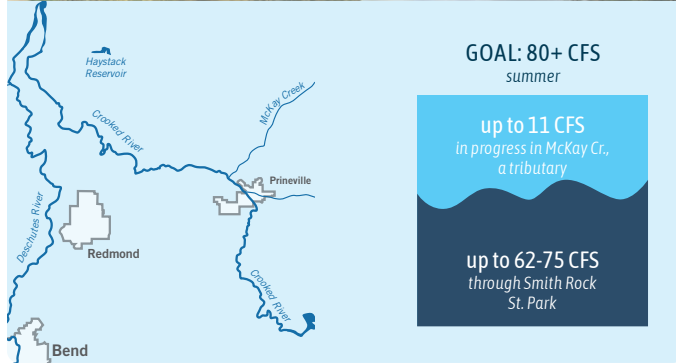 Haystack
Reservoir
Crooked River
McKay Creek
Prineville
Deschutes River
Redmond
Crooked River
Bend
GOAL: 80+ CFS
summer
up to 11 CFS
in progress in McKay Cr.,
a tributary
up to 62-75 CFS
through Smith Rock
St. Park